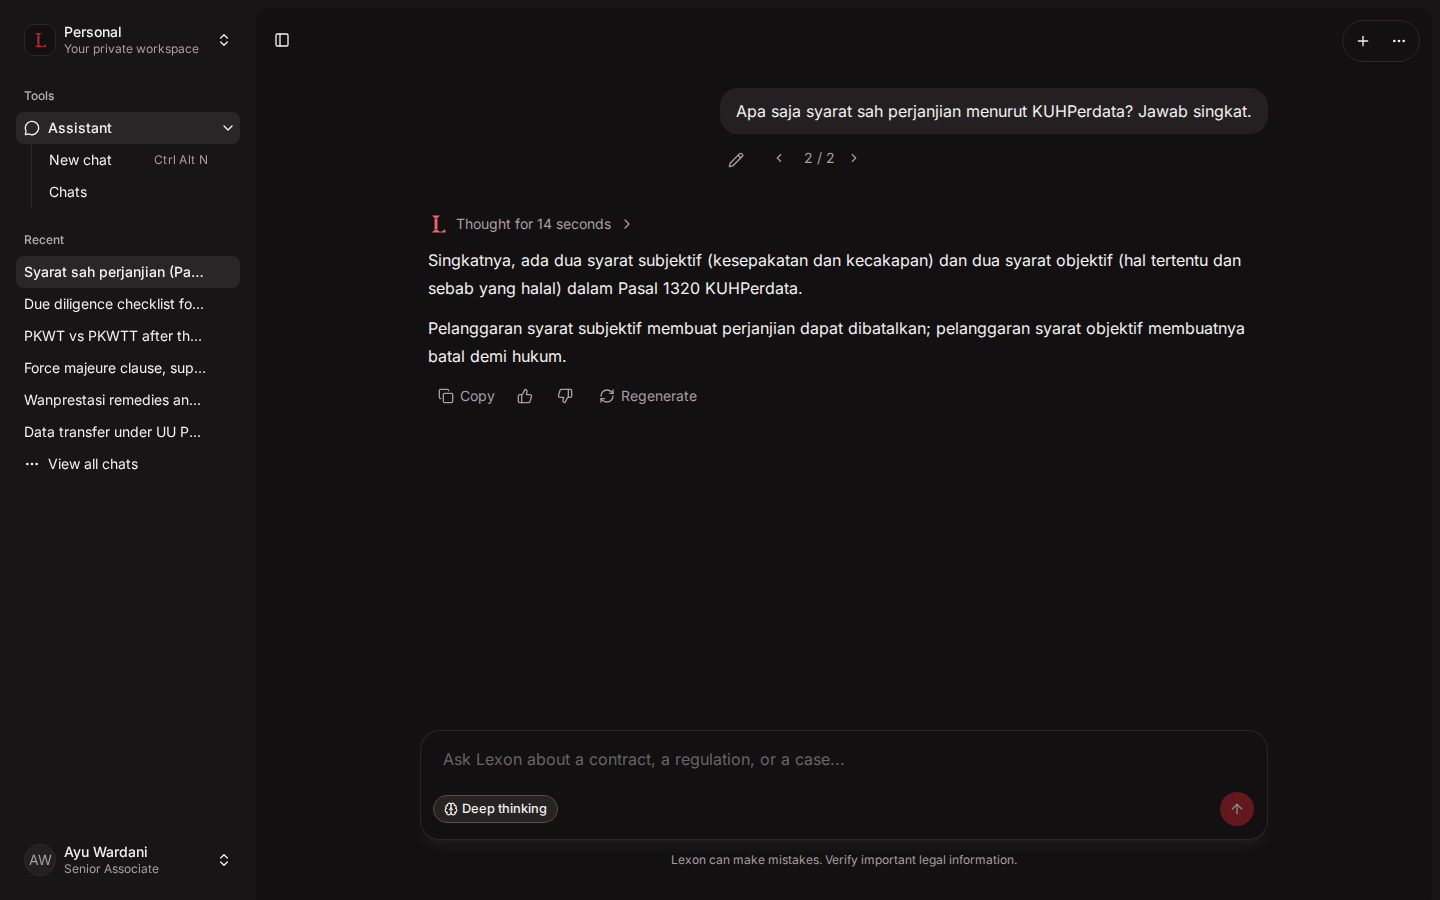 L
Personal
Your private workspace
Tools
Assistant
New chat
Ctrl Alt N
Chats
Recent
Syarat sah perjanjian (Pa...
Due diligence checklist fo...
PKWT vs PKWTT after th...
Force majeure clause, sup...
Wanprestasi remedies an...
Data transfer under UU P...
View all chats
AW
Ayu Wardani
Senior Associate
Apa saja syarat sah perjanjian menurut KUHPerdata? Jawab singkat.
2 / 2
L
Thought for 14 seconds
Singkatnya, ada dua syarat subjektif (kesepakatan dan kecakapan) dan dua syarat objektif (hal tertentu dan
sebab yang halal) dalam Pasal 1320 KUHPerdata.
Pelanggaran syarat subjektif membuat perjanjian dapat dibatalkan; pelanggaran syarat objektif membuatnya
batal demi hukum.
Copy
Regenerate
Ask Lexon about a contract, a regulation, or a case...
Deep thinking
Lexon can make mistakes. Verify important legal information.